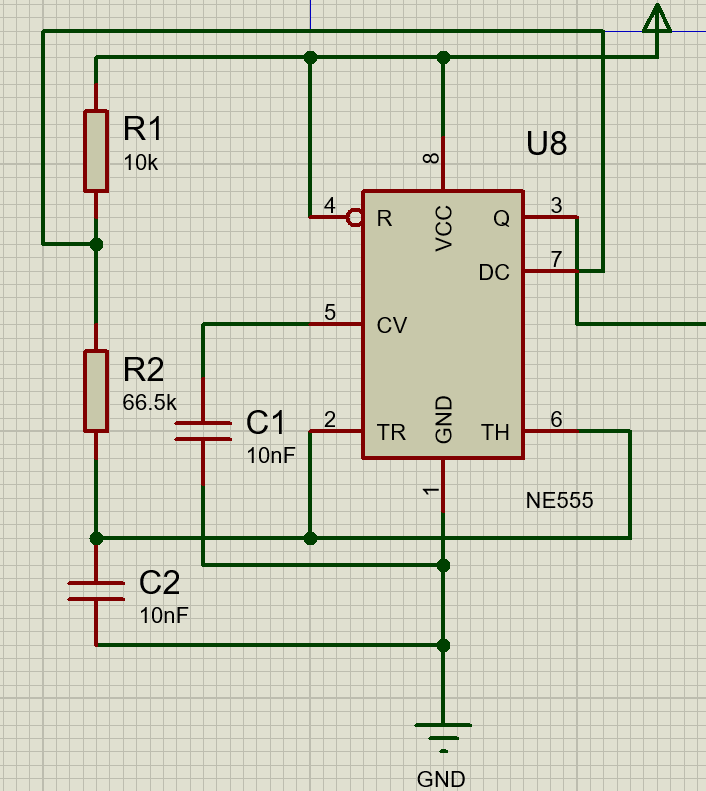 R1
10k
U8
8
4
R
VCC
Q
3
DC
7
5
CV
R2
66.5k
C1
10nF
2
TR
GND
TH
6
1
NE555
C2
10nF
GND